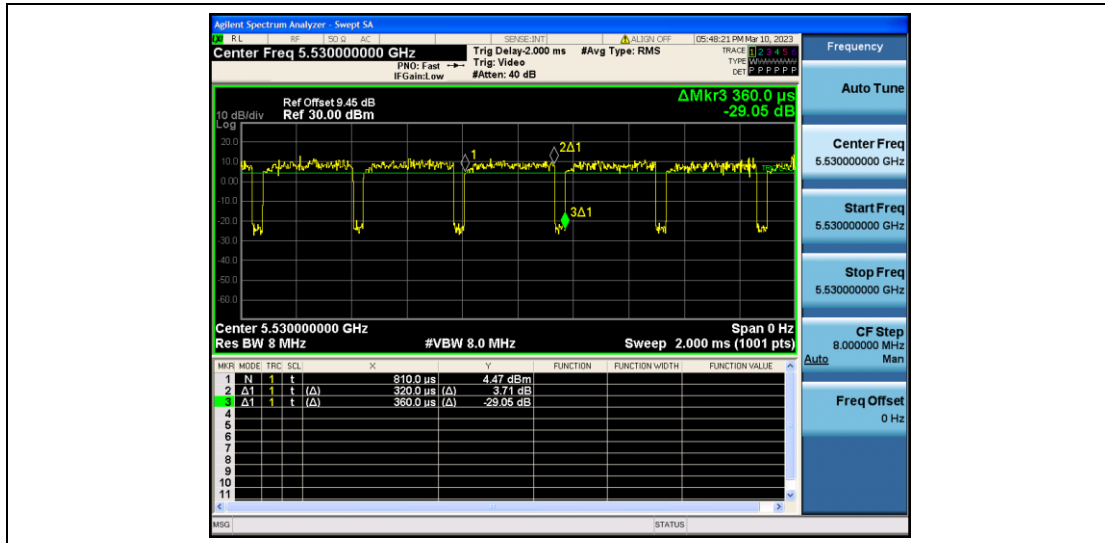 Agilent Spectrum Analyzer - Swept SA
RL RF 50 Ω AC SENSE:INT ALIGN OFF 05:48:21 PM Mar 10, 2023
Center Freq 5.530000000 GHz
PNO: Fast
IFGain:Low
Trig Delay-2.000 ms
Trig: Video
#Atten: 40 dB
#Avg Type: RMS
TRACE 1 2 3 4 5 6
TYPE
DET P P P P P P
Frequency
Auto Tune
Center Freq
5.530000000 GHz
Start Freq
5.530000000 GHz
Stop Freq
5.530000000 GHz
CF Step
8.000000 MHz
Auto Man
Freq Offset
0 Hz
ΔMkr3 360.0 µs
-29.05 dB
10 dB/div
Log
Ref Offset 9.45 dB
Ref 30.00 dBm
20.0
10.0
0.00
-10.0
-20.0
-30.0
-40.0
-50.0
-60.0
1
2Δ1
3Δ1
Center 5.530000000 GHz Span 0 Hz
Res BW 8 MHz #VBW 8.0 MHz Sweep 2.000 ms (1001 pts)
MKR MODE TRC SCL X Y FUNCTION FUNCTION WIDTH FUNCTION VALUE
1 N 1 t 810.0 µs 4.47 dBm
2 Δ1 1 t (Δ) 320.0 µs (Δ) 3.71 dB
3 Δ1 1 t (Δ) 360.0 µs (Δ) -29.05 dB
4
5
6
7
8
9
10
11
MSG STATUS